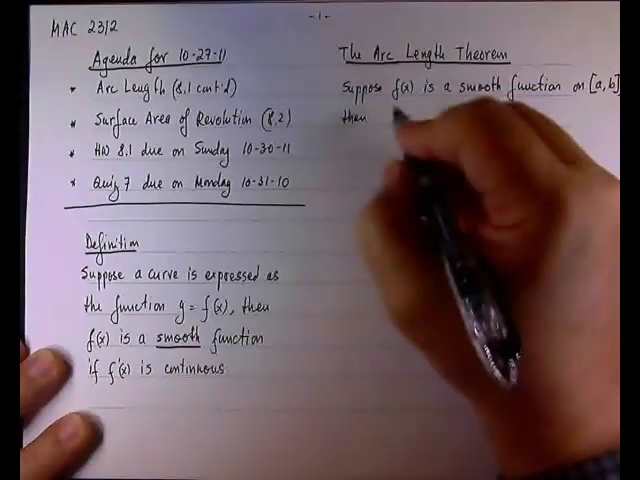 MAC 2312
-1-
Agenda for 10-27-11
* Arc Length (8.1 cont'd)
* Surface Area of Revolution (8.2)
* HW 8.1 due on Sunday 10-30-11
* Quiz 7 due on Monday 10-31-10
Definition
Suppose a curve is expressed as
the function y = f(x), then
f(x) is a smooth function
if f'(x) is continuous
The Arc Length Theorem
Suppose f(x) is a smooth function on [a,b]
then